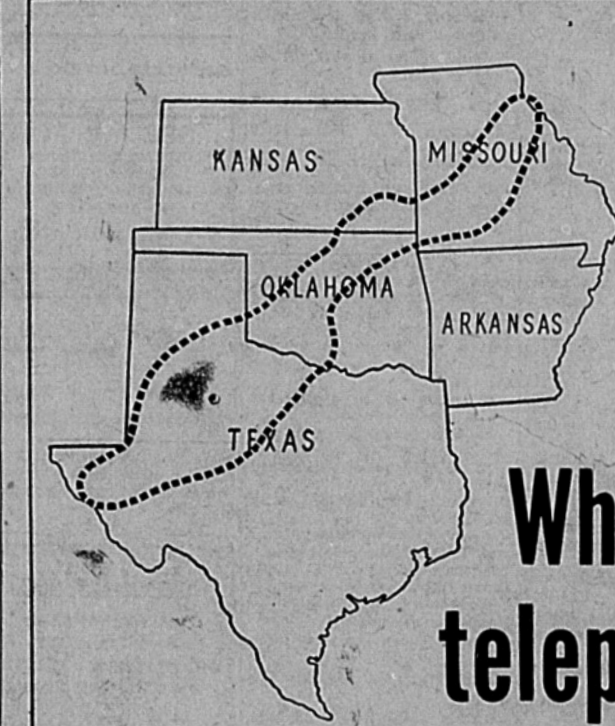 KANSAS
MISSOURI
OKLAHOMA
ARKANSAS
TEXAS
Wh
telep